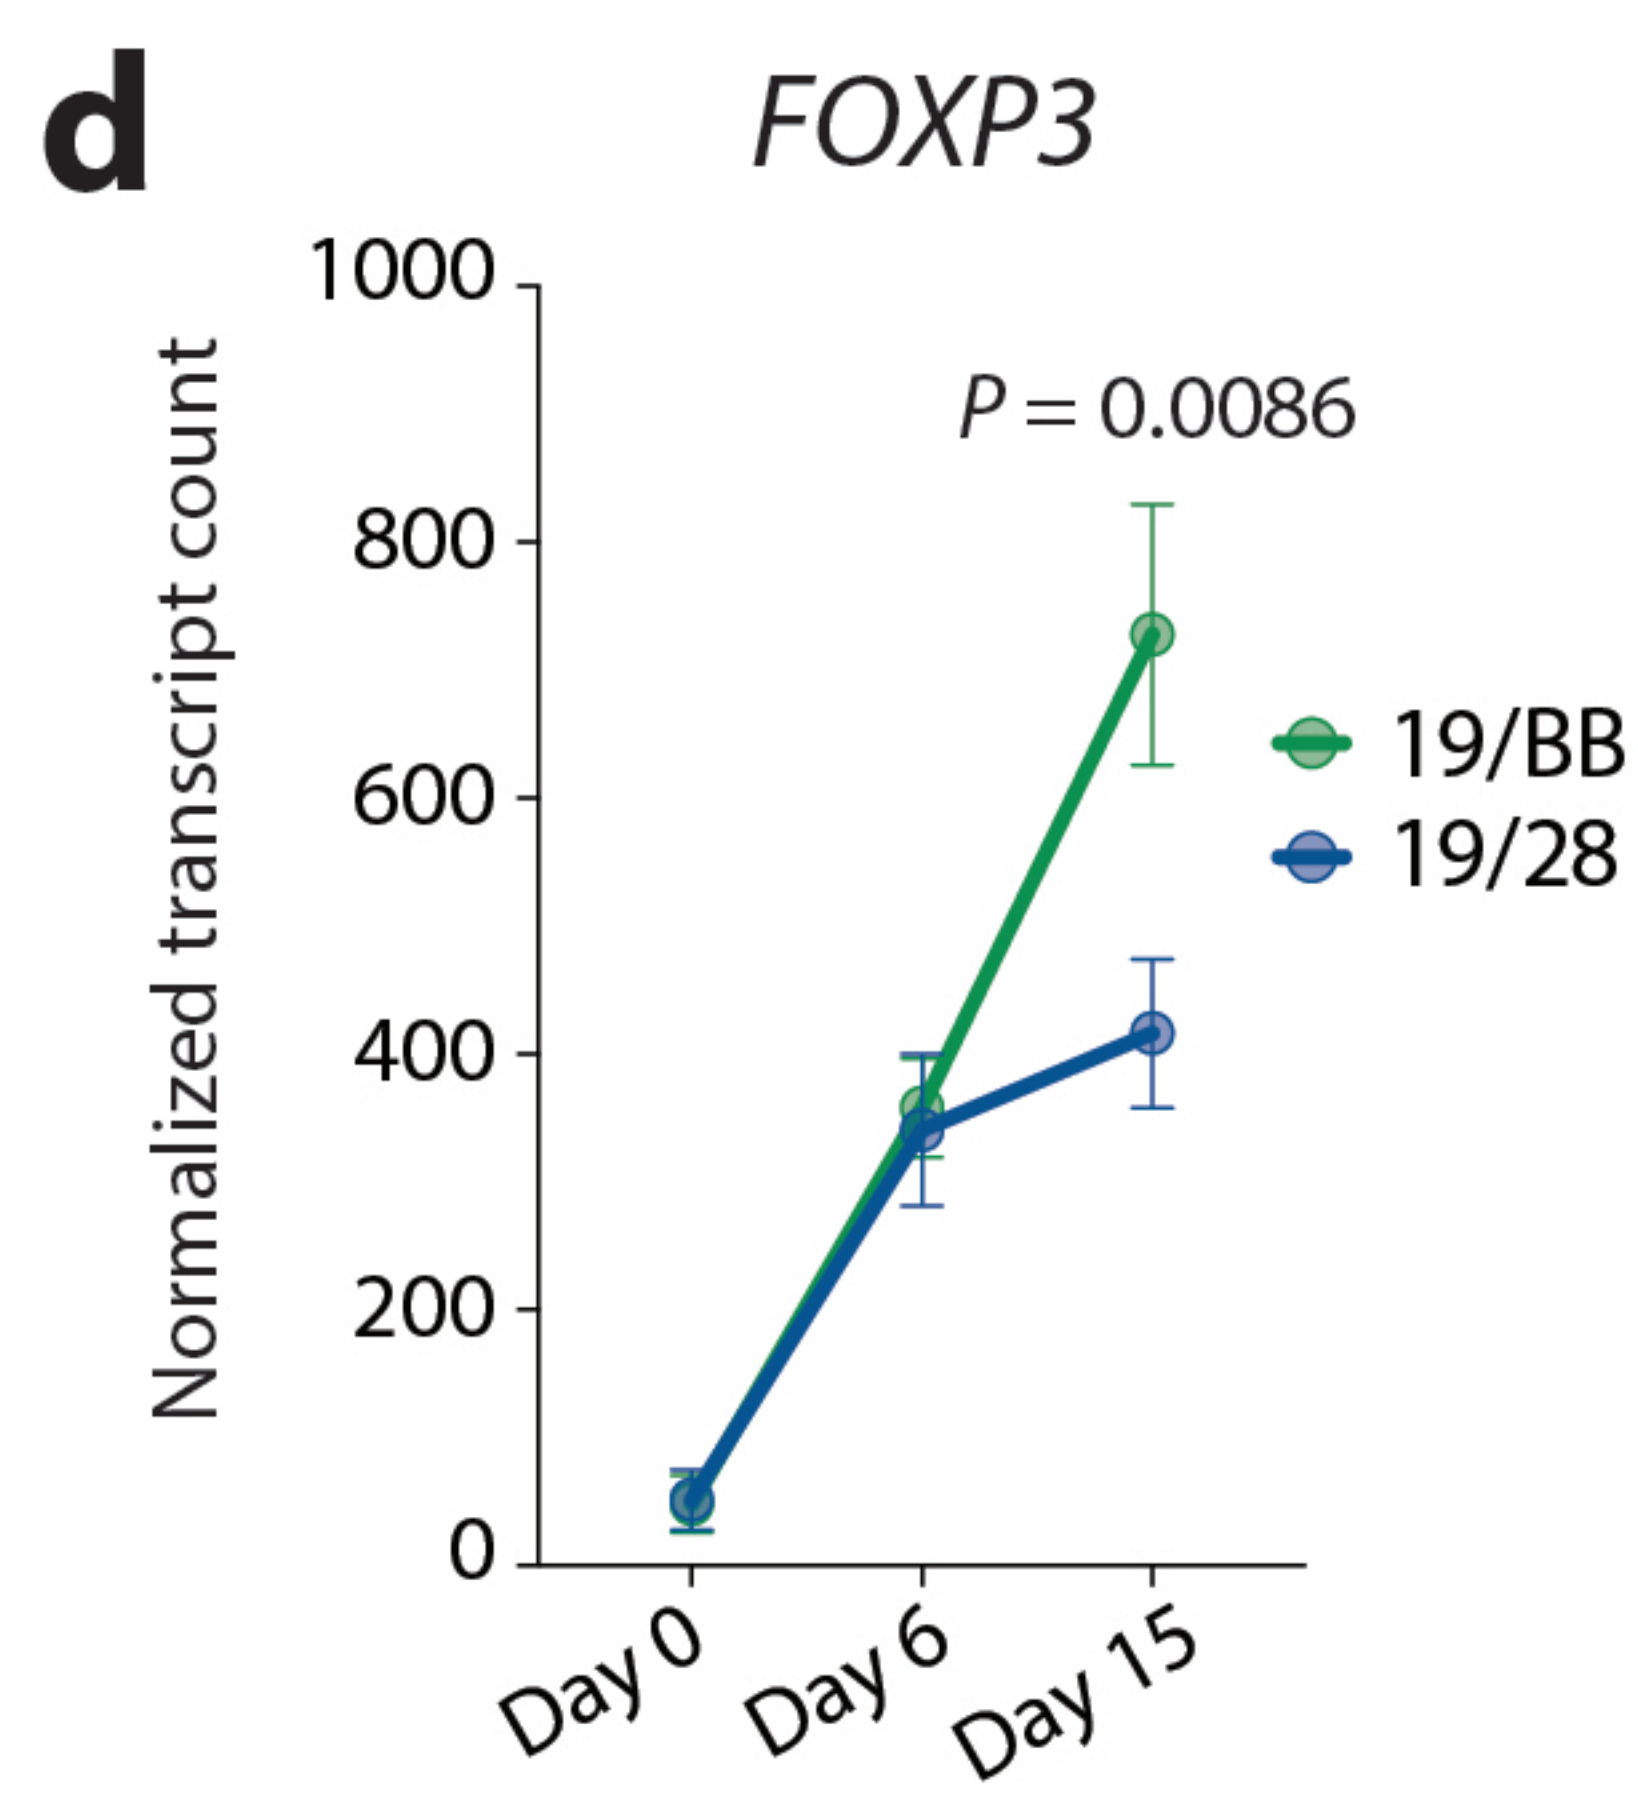 d
FOXP3
1000
P = 0.0086
800
600
400
200
0
Normalized transcript count
19/BB
19/28
Day 0
Day 6
Day 15